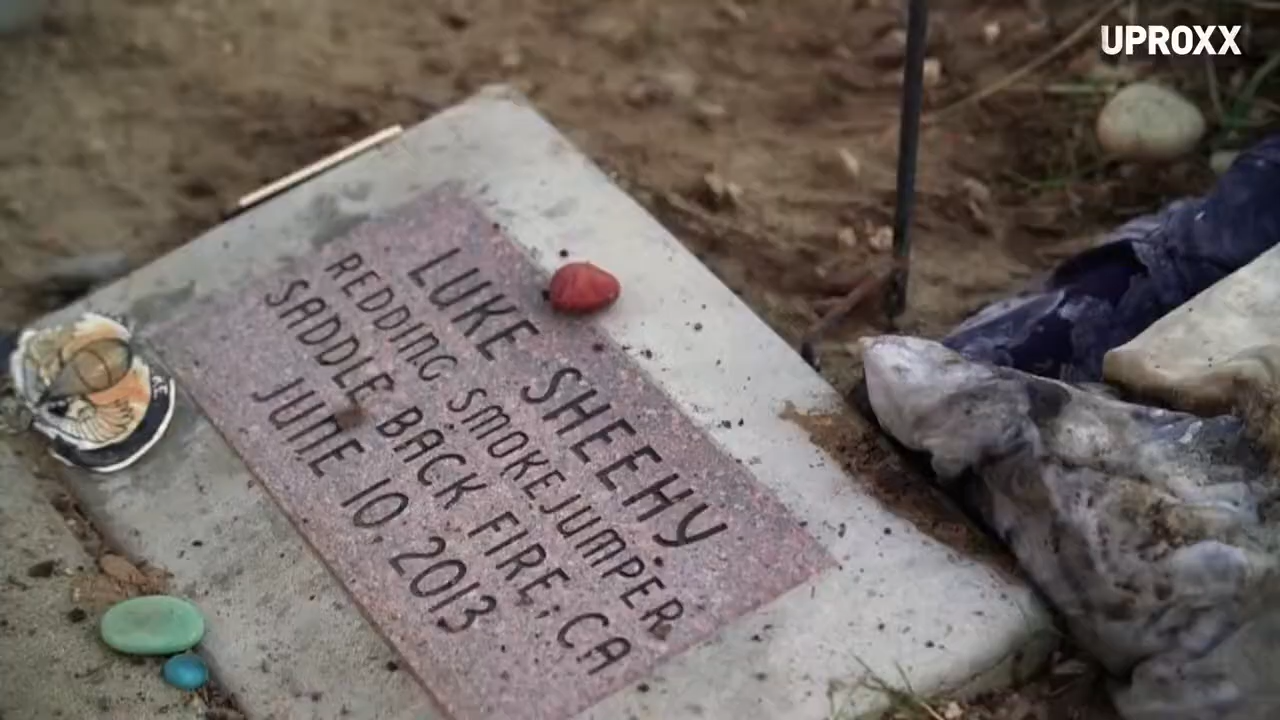 UPROXX
LUKE SHEEHY
REDDING SMOKEJUMPER
SADDLE BACK FIRE, CA
JUNE 10, 2013